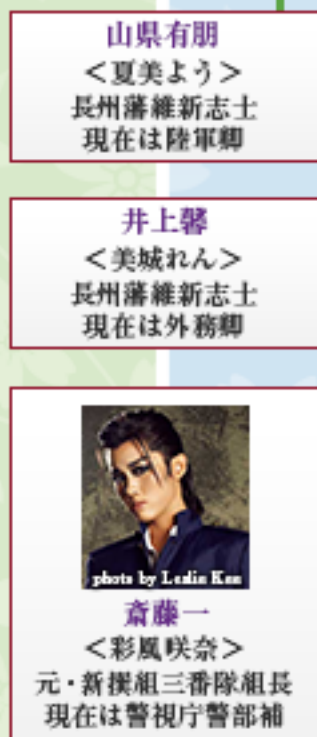 山県有朋
＜夏美よう＞
長州藩維新志士
現在は陸軍卿
井上馨
＜美城れん＞
長州藩維新志士
現在は外務卿
photo by Leslie Kee
斎藤一
＜彩凪咲奈＞
元・新撰組三番隊組長
現在は警視庁警部補